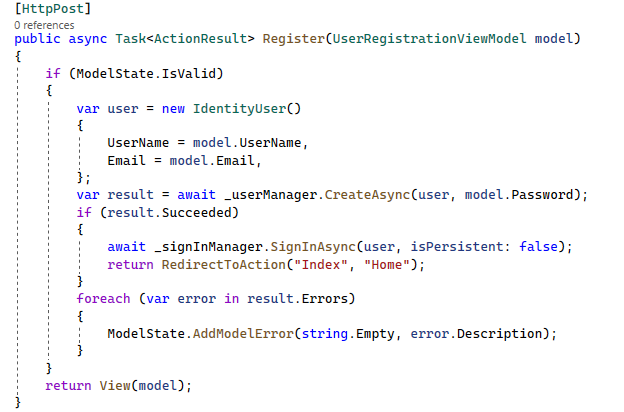 [HttpPost]
0 references
public async Task<ActionResult> Register(UserRegistrationViewModel model)
{
    if (ModelState.IsValid)
    {
        var user = new IdentityUser()
        {
            UserName = model.UserName,
            Email = model.Email,
        };
        var result = await _userManager.CreateAsync(user, model.Password);
        if (result.Succeeded)
        {
            await _signInManager.SignInAsync(user, isPersistent: false);
            return RedirectToAction("Index", "Home");
        }
        foreach (var error in result.Errors)
        {
            ModelState.AddModelError(string.Empty, error.Description);
        }
    }
    return View(model);
}